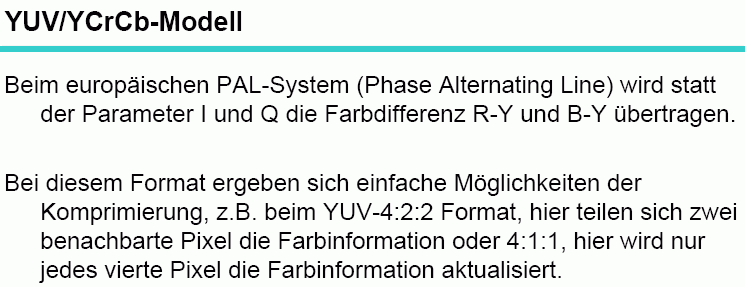 YUV/YCrCb-Modell
Beim europäischen PAL-System (Phase Alternating Line) wird statt
der Parameter I und Q die Farbdifferenz R-Y und B-Y übertragen.
Bei diesem Format ergeben sich einfache Möglichkeiten der
Komprimierung, z.B. beim YUV-4:2:2 Format, hier teilen sich zwei
benachbarte Pixel die Farbinformation oder 4:1:1, hier wird nur
jedes vierte Pixel die Farbinformation aktualisiert.